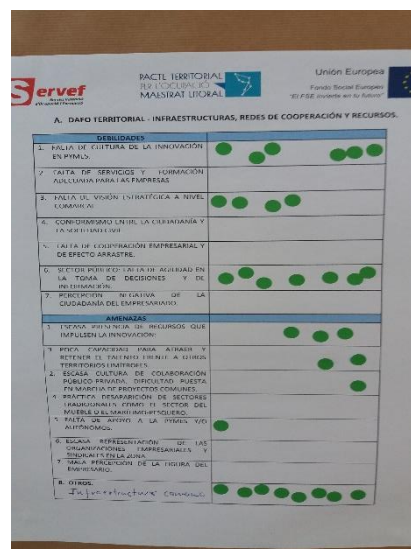 Servef
PACTE TERRITORIAL
PER L'OCUPACIÓ
MAESTRAT LITORAL
Unión Europea
Fondo Social Europeo
"El FSE invierte en tu futuro"
A. DAFO TERRITORIAL - INFRAESTRUCTURAS, REDES DE COOPERACIÓN Y RECURSOS.
DEBILIDADES
1. FALTA DE CULTURA DE LA INNOVACIÓN
EN PYMES.
2. FALTA DE SERVICIOS Y FORMACIÓN
ADECUADA PARA LAS EMPRESAS
3. FALTA DE VISIÓN ESTRATÉGICA A NIVEL
COMARCAL
4. CONFORMISMO ENTRE LA CIUDADANÍA Y
LA SOCIEDAD CIVIL
5. FALTA DE COOPERACIÓN EMPRESARIAL Y
DE EFECTO ARRASTRE.
6. SECTOR PÚBLICO: FALTA DE AGILIDAD EN
LA TOMA DE DECISIONES Y DE
INFORMACIÓN.
7. PERCEPCIÓN NEGATIVA DE LA
CIUDADANÍA DEL EMPRESARIADO.
AMENAZAS
1. ESCASA PRESENCIA DE RECURSOS QUE
IMPULSEN LA INNOVACIÓN.
POCA CAPACIDAD PARA ATRAER Y
RETENER EL TALENTO FRENTE A OTROS
TERRITORIOS LIMÍTROFES.
ESCASA CULTURA DE COLABORACIÓN
PÚBLICO-PRIVADA, DIFICULTAD PUESTA
EN MARCHA DE PROYECTOS COMUNES.
4. PRÁCTICA DESAPARICIÓN DE SECTORES
TRADICIONALES COMO EL SECTOR DEL
MUEBLE O EL MARÍTIMO-PESQUERO.
5. FALTA DE APOYO A LA PYMES Y/O
AUTÓNOMOS.
6. ESCASA REPRESENTACIÓN DE LAS
ORGANIZACIONES EMPRESARIALES Y
SINDICALES EN LA ZONA
7. MALA PERCEPCIÓN DE LA FIGURA DEL
EMPRESARIO.
8. OTROS:
Infraestructura